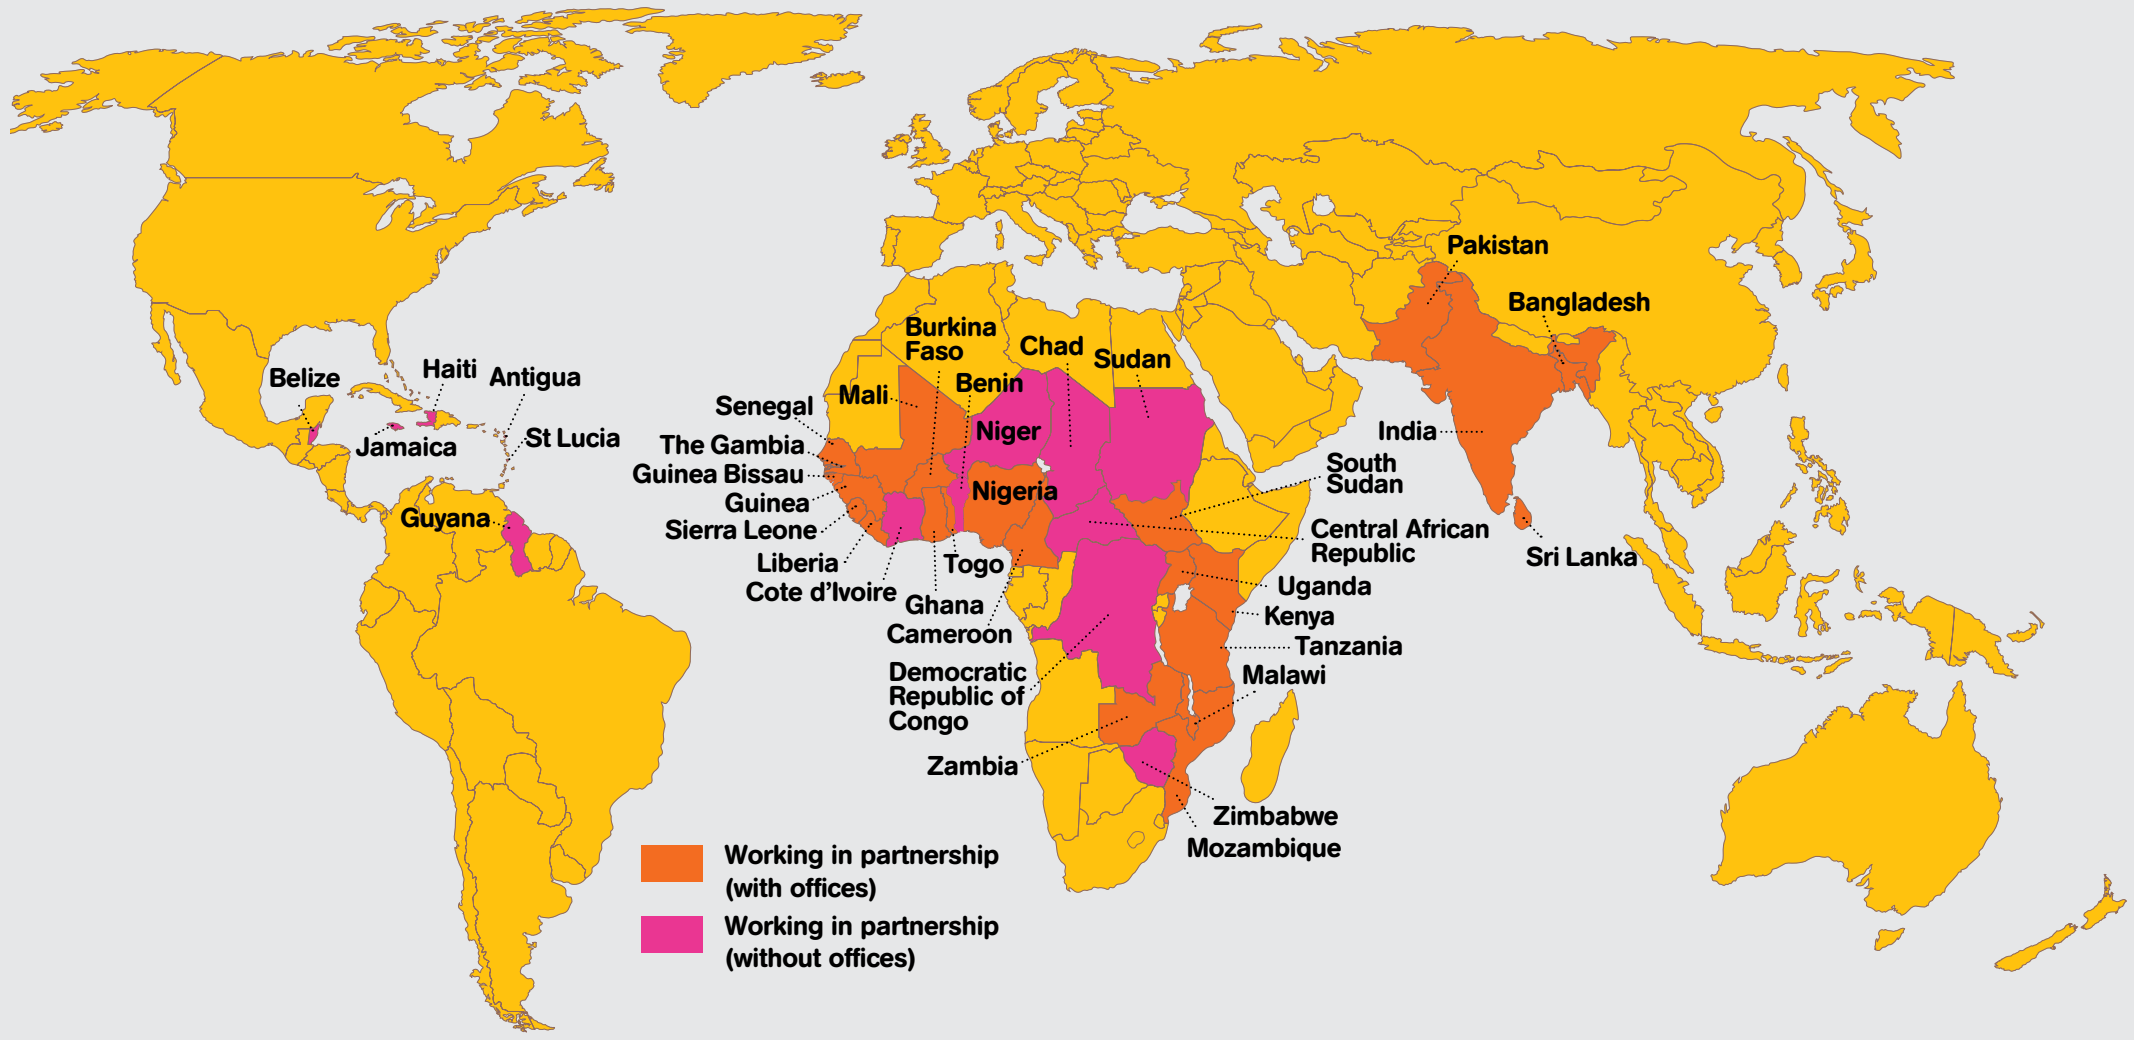 Pakistan
Bangladesh
Burkina
Faso
Chad
Sudan
Belize
Haiti
Antigua
Benin
Mali
Senegal
Jamaica
St Lucia
Niger
India
The Gambia
Guinea Bissau
South
Sudan
Guinea
Nigeria
Guyana
Sierra Leone
Central African
Republic
Sri Lanka
Liberia
Togo
Cote d'Ivoire
Uganda
Ghana
Kenya
Cameroon
Tanzania
Democratic
Republic of
Congo
Malawi
Zambia
Zimbabwe
Mozambique
Working in partnership
(with offices)
Working in partnership
(without offices)